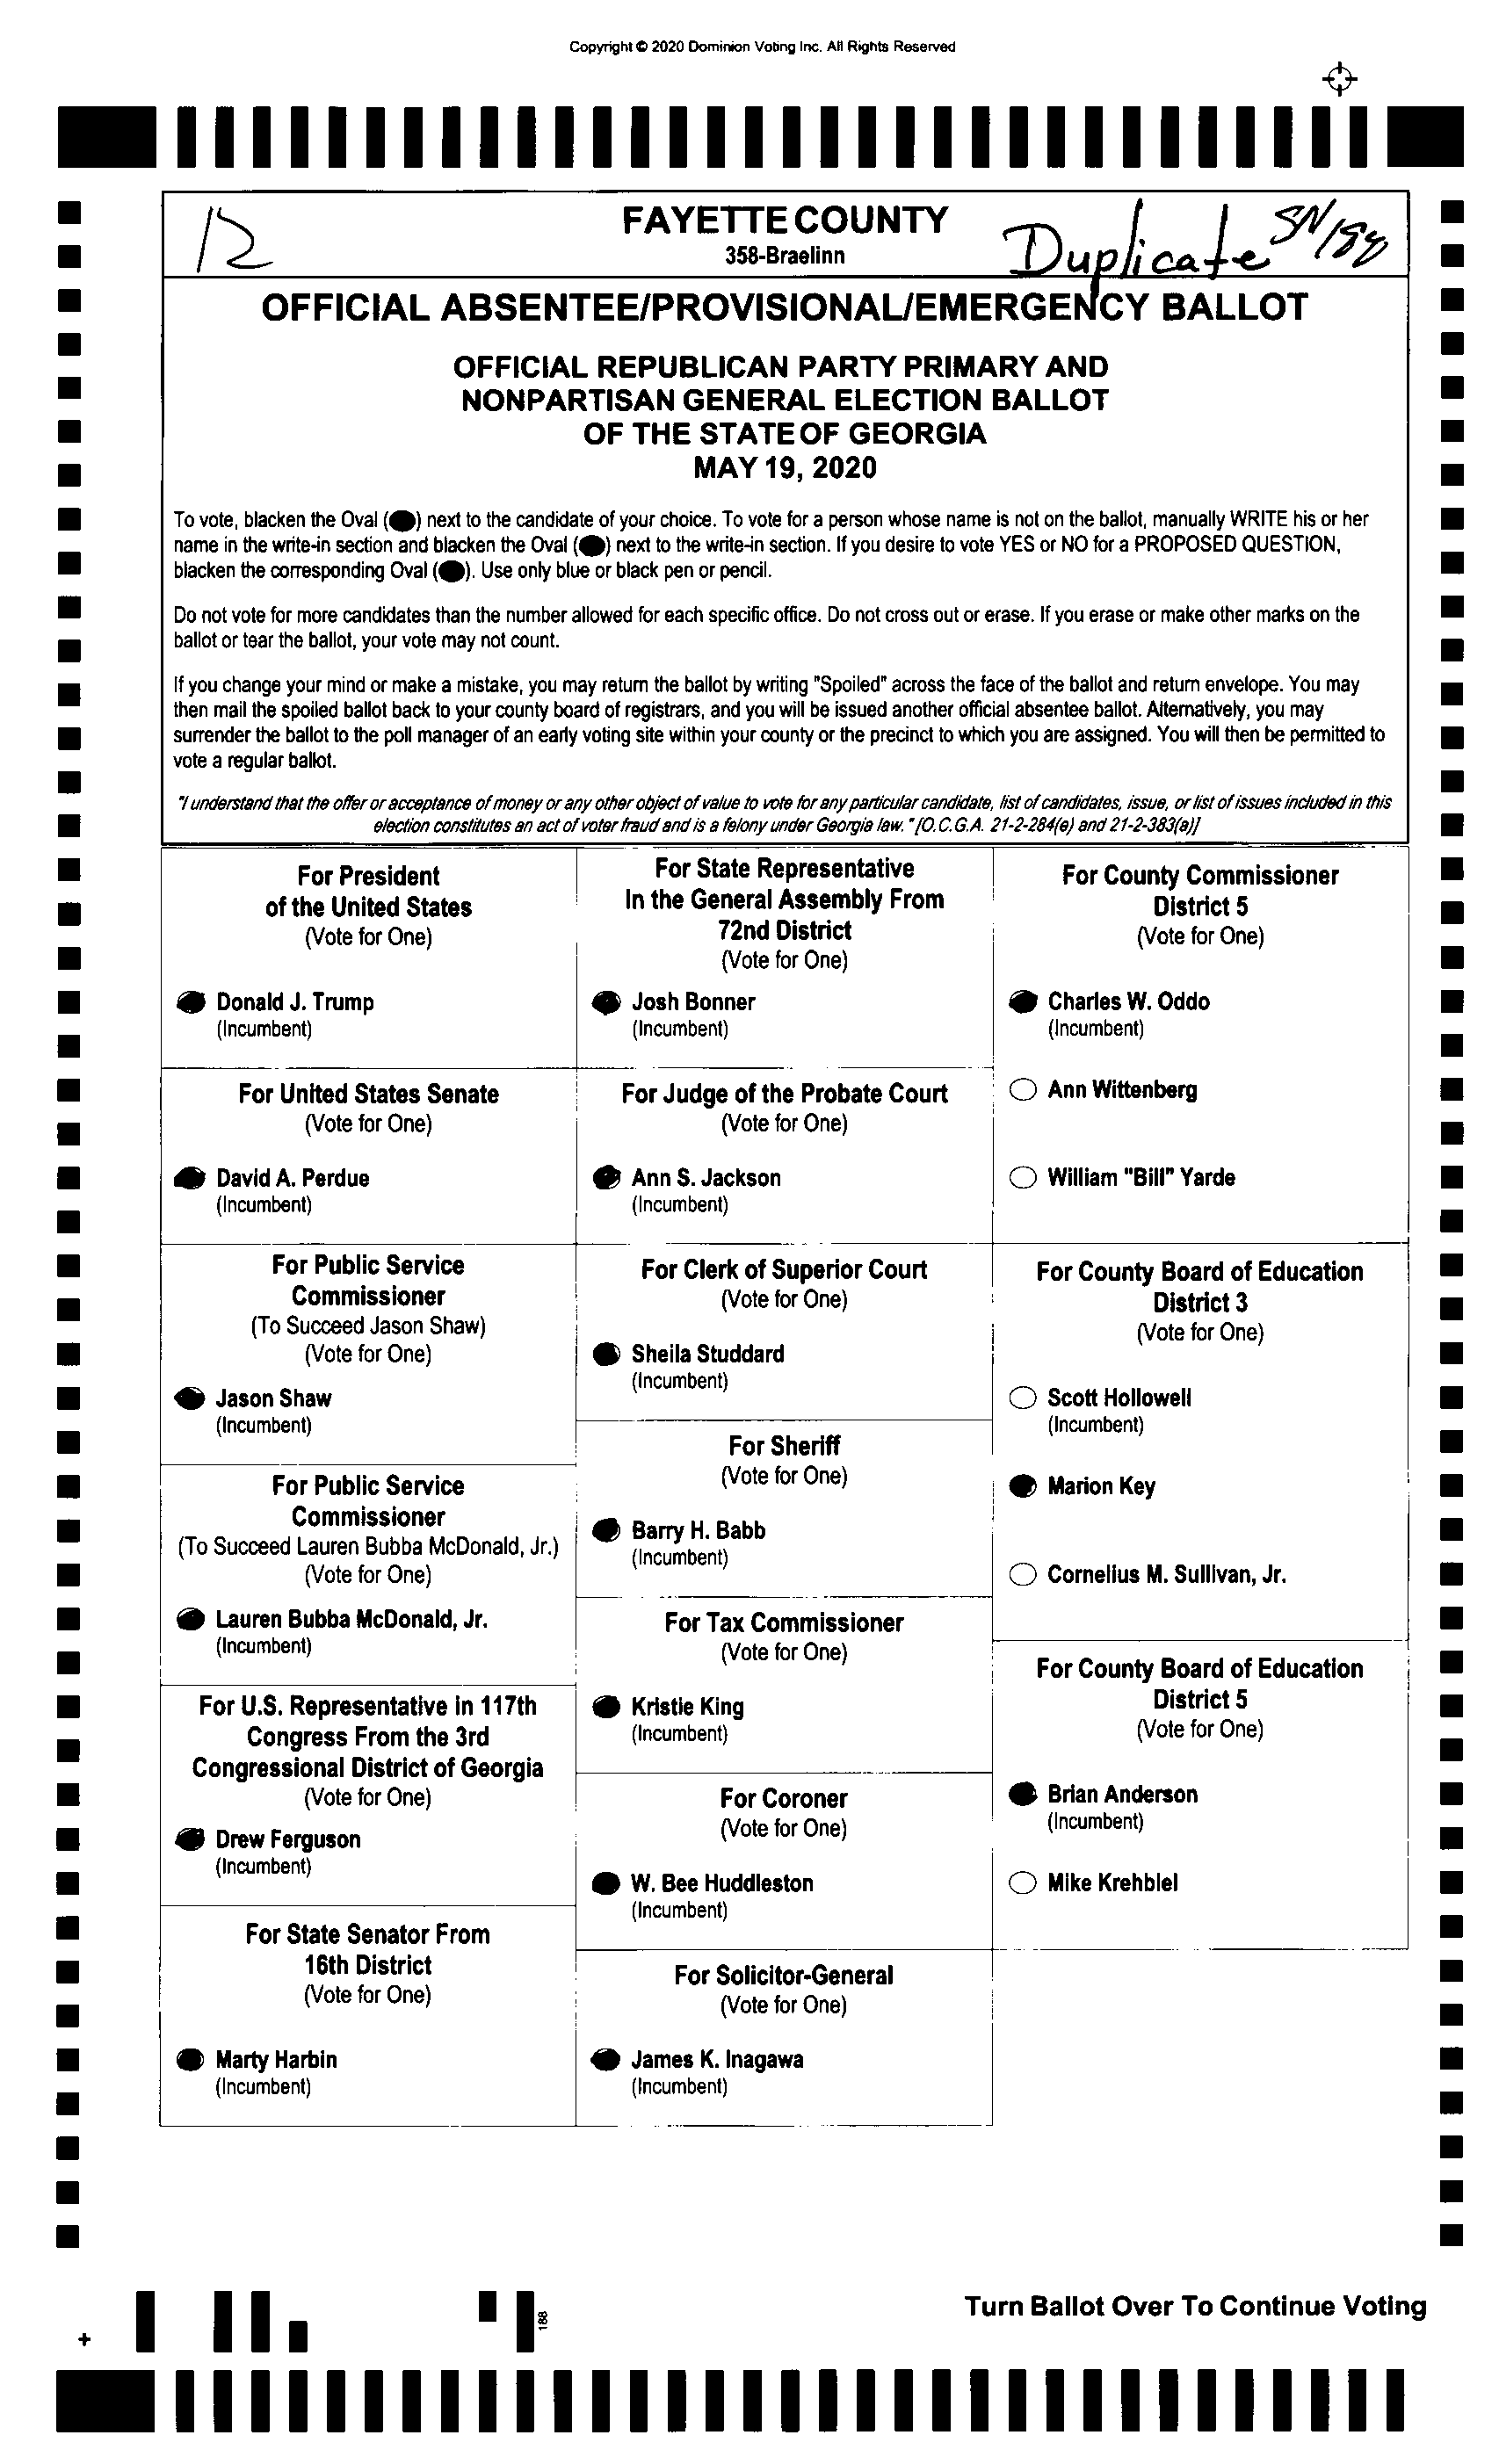 Copyright © 2020 Dominion Voting Inc. All Rights Reserved
12
FAYETTE COUNTY
358-Braelinn
Duplicate
OFFICIAL ABSENTEE/PROVISIONAL/EMERGENCY BALLOT
OFFICIAL REPUBLICAN PARTY PRIMARY AND
NONPARTISAN GENERAL ELECTION BALLOT
OF THE STATE OF GEORGIA
MAY 19, 2020
To vote, blacken the Oval () next to the candidate of your choice. To vote for a person whose name is not on the ballot, manually WRITE his or her
name in the write-in section and blacken the Oval () next to the write-in section. If you desire to vote YES or NO for a PROPOSED QUESTION,
blacken the corresponding Oval (). Use only blue or black pen or pencil.
Do not vote for more candidates than the number allowed for each specific office. Do not cross out or erase. If you erase or make other marks on the
ballot or tear the ballot, your vote may not count.
If you change your mind or make a mistake, you may return the ballot by writing "Spoiled" across the face of the ballot and return envelope. You may
then mail the spoiled ballot back to your county board of registrars, and you will be issued another official absentee ballot. Alternatively, you may
surrender the ballot to the poll manager of an early voting site within your county or the precinct to which you are assigned. You will then be permitted to
vote a regular ballot.
"I understand that the offer or acceptance of money or any other object of value to vote for any particular candidate, list of candidates, issue, or list of issues included in this
election constitutes an act of voter fraud and is a felony under Georgia law." [O.C.G.A. 21-2-284(e) and 21-2-383(a)]
For President
of the United States
(Vote for One)
Donald J. Trump
(Incumbent)
For United States Senate
(Vote for One)
David A. Perdue
(Incumbent)
For Public Service
Commissioner
(To Succeed Jason Shaw)
(Vote for One)
Jason Shaw
(Incumbent)
For Public Service
Commissioner
(To Succeed Lauren Bubba McDonald, Jr.)
(Vote for One)
Lauren Bubba McDonald, Jr.
(Incumbent)
For U.S. Representative in 117th
Congress From the 3rd
Congressional District of Georgia
(Vote for One)
Drew Ferguson
(Incumbent)
For State Senator From
16th District
(Vote for One)
Marty Harbin
(Incumbent)
For State Representative
In the General Assembly From
72nd District
(Vote for One)
Josh Bonner
(Incumbent)
For Judge of the Probate Court
(Vote for One)
Ann S. Jackson
(Incumbent)
For Clerk of Superior Court
(Vote for One)
Sheila Studdard
(Incumbent)
For Sheriff
(Vote for One)
Barry H. Babb
(Incumbent)
For Tax Commissioner
(Vote for One)
Kristie King
(Incumbent)
For Coroner
(Vote for One)
W. Bee Huddleston
(Incumbent)
For Solicitor-General
(Vote for One)
James K. Inagawa
(Incumbent)
For County Commissioner
District 5
(Vote for One)
Charles W. Oddo
(Incumbent)
Ann Wittenberg
William "Bill" Yarde
For County Board of Education
District 3
(Vote for One)
Scott Hollowell
(Incumbent)
Marion Key
Cornelius M. Sullivan, Jr.
For County Board of Education
District 5
(Vote for One)
Brian Anderson
(Incumbent)
Mike Krehbiel
188
Turn Ballot Over To Continue Voting